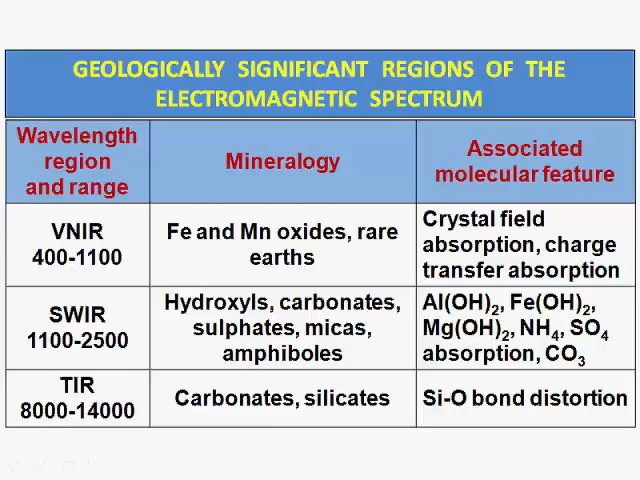 GEOLOGICALLY SIGNIFICANT REGIONS OF THE
ELECTROMAGNETIC SPECTRUM
Wavelength
region
and range
Mineralogy
Associated
molecular feature
VNIR
400-1100
Fe and Mn oxides, rare
earths
Crystal field
absorption, charge
transfer absorption
SWIR
1100-2500
Hydroxyls, carbonates,
sulphates, micas,
amphiboles
Al(OH)₂, Fe(OH)₂,
Mg(OH)₂, NH₄, SO₄
absorption, CO₃
TIR
8000-14000
Carbonates, silicates
Si-O bond distortion